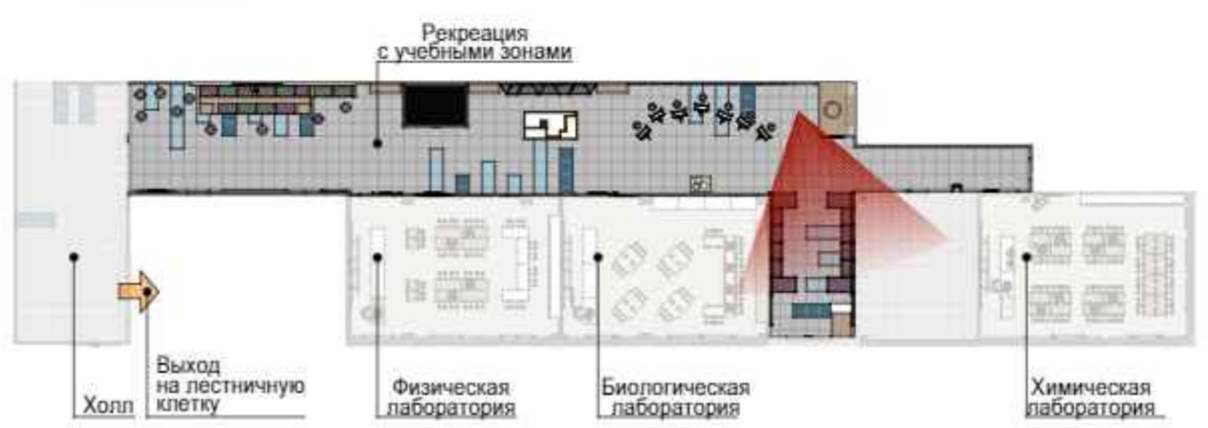 Рекреация
с учебными зонами
Холл
Выход
на лестничную
клетку
Физическая
лаборатория
Биологическая
лаборатория
Химическая
лаборатория